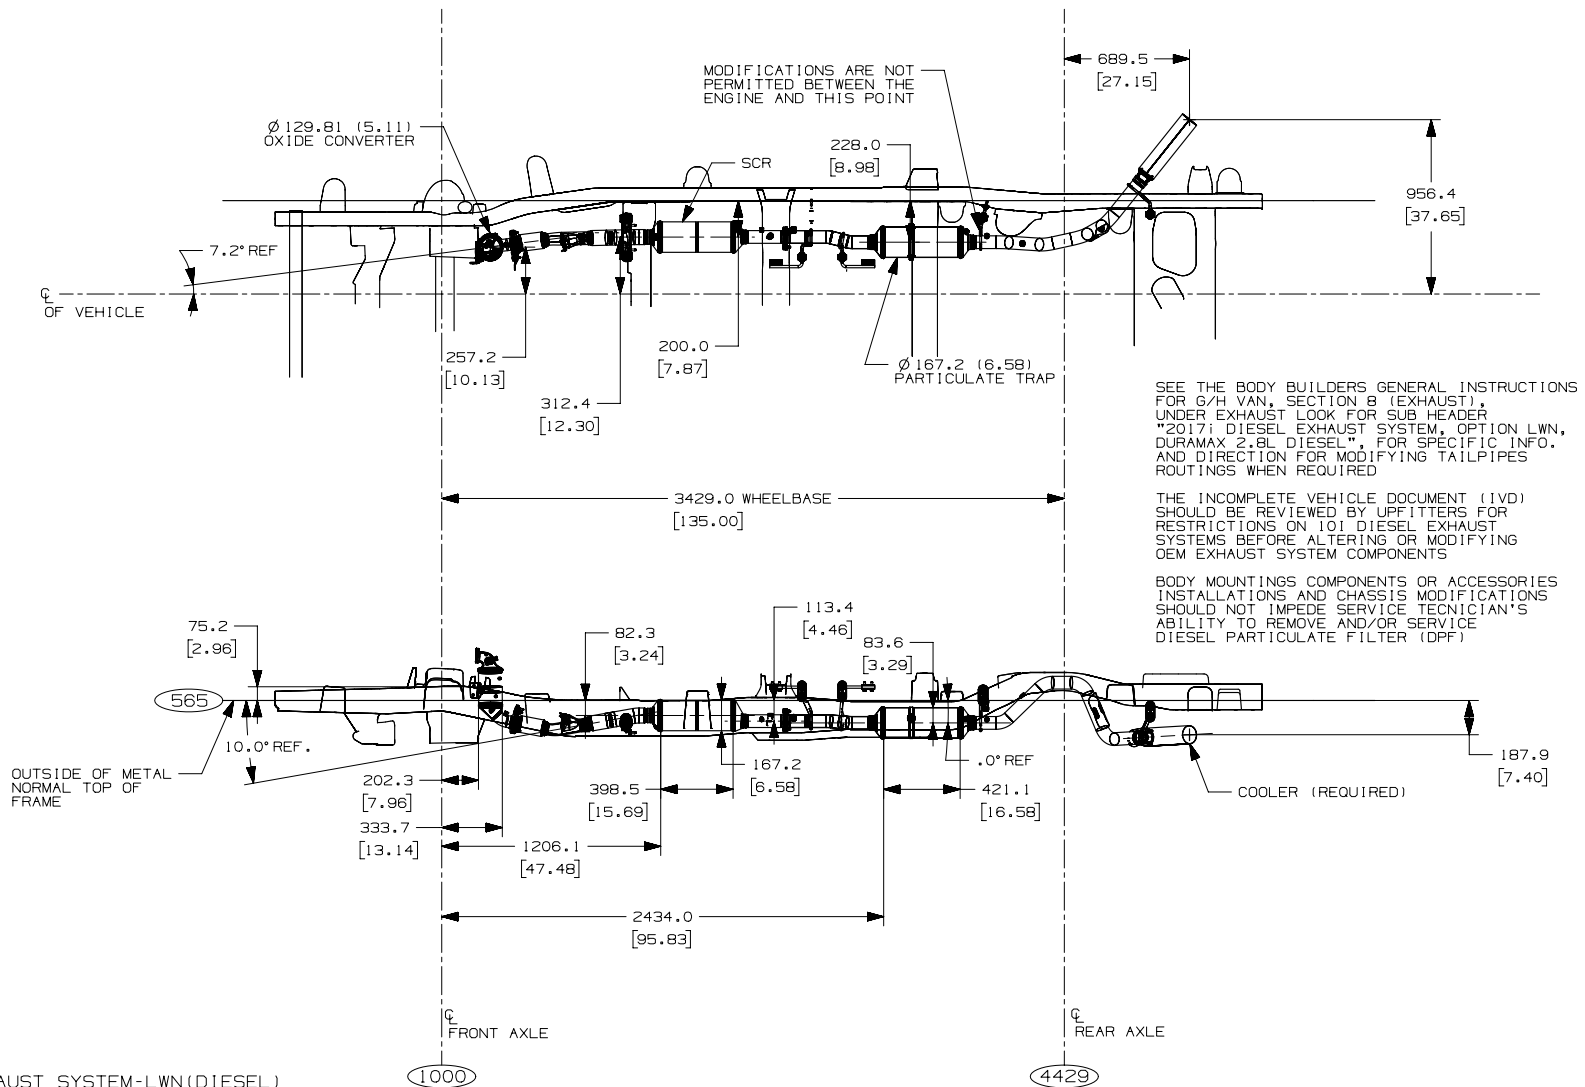 689.5
[27.15]
MODIFICATIONS ARE NOT
PERMITTED BETWEEN THE
ENGINE AND THIS POINT
Ø129.81 (5.11)
OXIDE CONVERTER
SCR
228.0
[8.98]
956.4
[37.65]
7.2° REF
℄
OF VEHICLE
257.2
[10.13]
312.4
[12.30]
200.0
[7.87]
Ø167.2 (6.58)
PARTICULATE TRAP
SEE THE BODY BUILDERS GENERAL INSTRUCTIONS
FOR G/H VAN, SECTION 8 (EXHAUST),
UNDER EXHAUST LOOK FOR SUB HEADER
"2017i DIESEL EXHAUST SYSTEM, OPTION LWN,
DURAMAX 2.8L DIESEL", FOR SPECIFIC INFO.
AND DIRECTION FOR MODIFYING TAILPIPES
ROUTINGS WHEN REQUIRED
THE INCOMPLETE VEHICLE DOCUMENT (IVD)
SHOULD BE REVIEWED BY UPFITTERS FOR
RESTRICTIONS ON 10I DIESEL EXHAUST
SYSTEMS BEFORE ALTERING OR MODIFYING
OEM EXHAUST SYSTEM COMPONENTS
BODY MOUNTINGS COMPONENTS OR ACCESSORIES
INSTALLATIONS AND CHASSIS MODIFICATIONS
SHOULD NOT IMPEDE SERVICE TECNICIAN'S
ABILITY TO REMOVE AND/OR SERVICE
DIESEL PARTICULATE FILTER (DPF)
3429.0 WHEELBASE
[135.00]
75.2
[2.96]
82.3
[3.24]
113.4
[4.46]
83.6
[3.29]
565
10.0° REF.
OUTSIDE OF METAL
NORMAL TOP OF
FRAME
202.3
[7.96]
333.7
[13.14]
398.5
[15.69]
167.2
[6.58]
.0° REF
421.1
[16.58]
187.9
[7.40]
COOLER (REQUIRED)
1206.1
[47.48]
2434.0
[95.83]
℄
FRONT AXLE
℄
REAR AXLE
1000
4429
AUST SYSTEM-LWN(DIESEL)